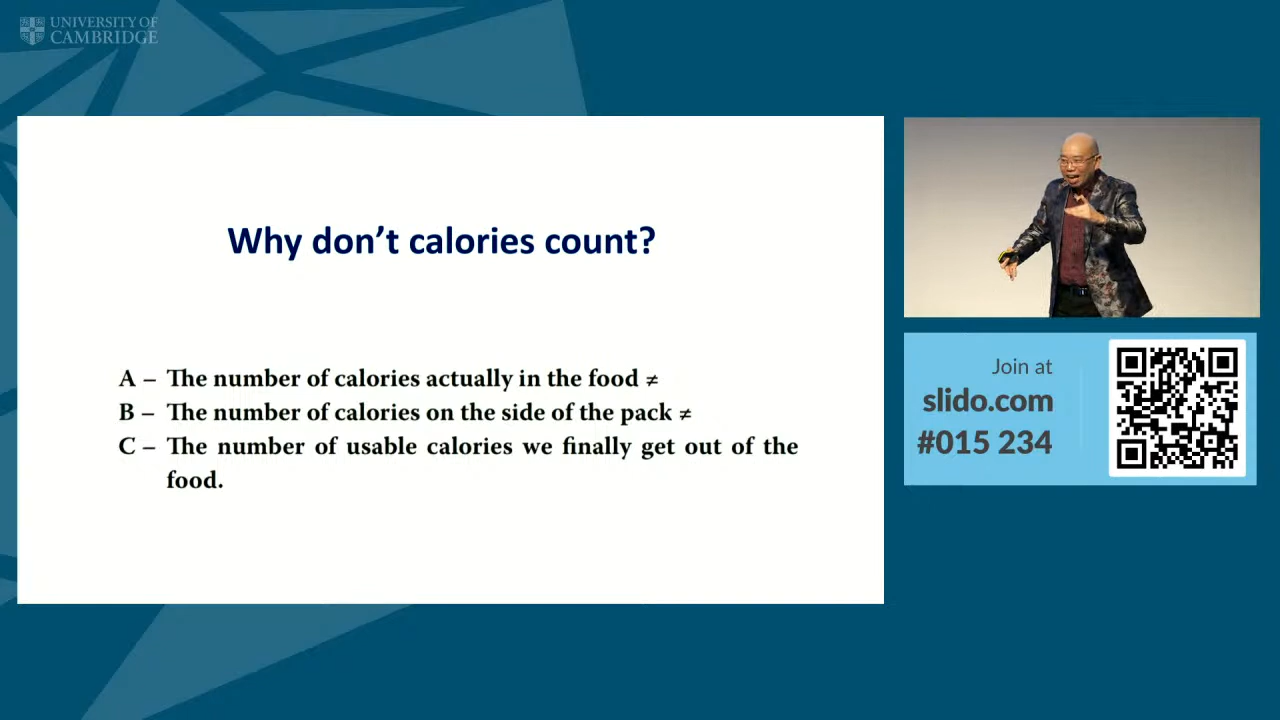 UNIVERSITY OF
CAMBRIDGE
Why don't calories count?
A – The number of calories actually in the food ≠
B – The number of calories on the side of the pack ≠
C – The number of usable calories we finally get out of the
food.
Join at
slido.com
#015 234